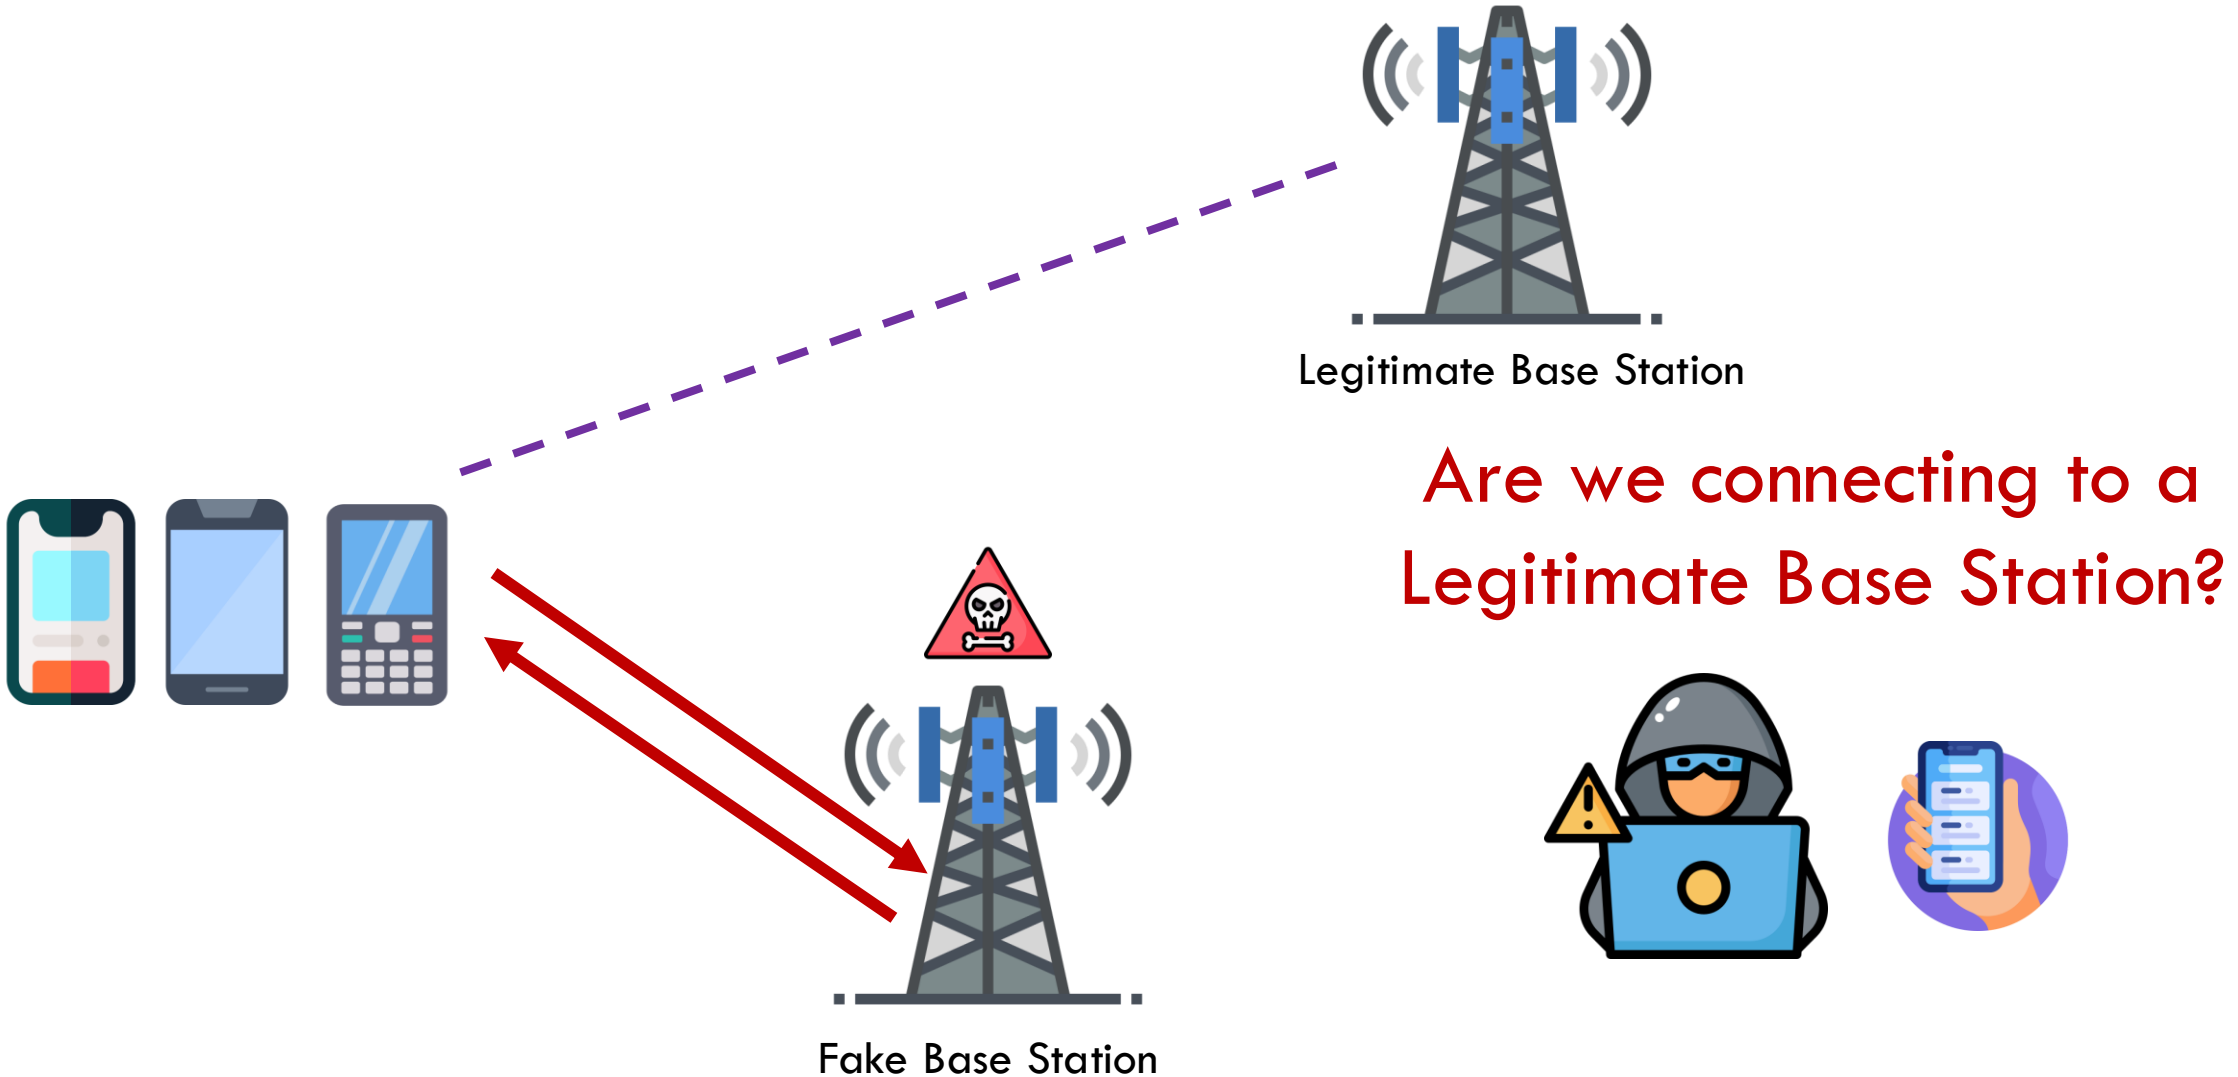 Legitimate Base Station
Are we connecting to a
Legitimate Base Station?
Fake Base Station